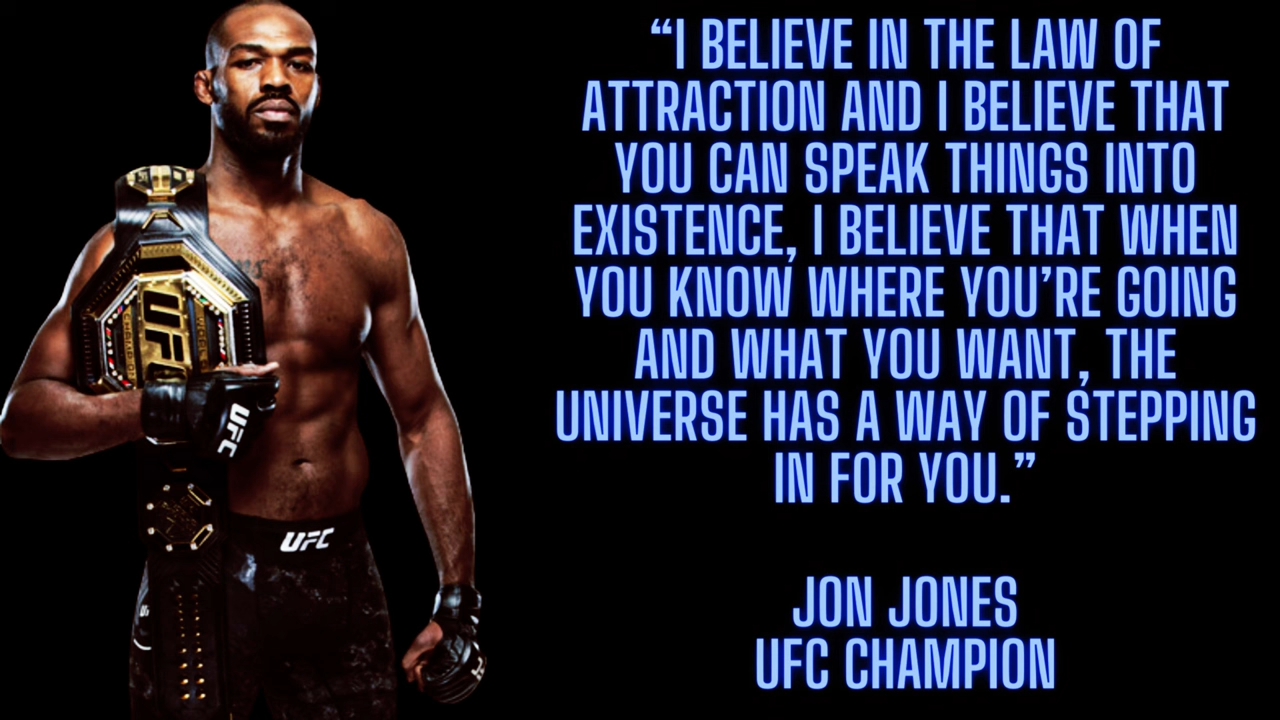 “I BELIEVE IN THE LAW OF
ATTRACTION AND I BELIEVE THAT
YOU CAN SPEAK THINGS INTO
EXISTENCE, I BELIEVE THAT WHEN
YOU KNOW WHERE YOU’RE GOING
AND WHAT YOU WANT, THE
UNIVERSE HAS A WAY OF STEPPING
IN FOR YOU.”
JON JONES
UFC CHAMPION
UFC
UFC
UFC